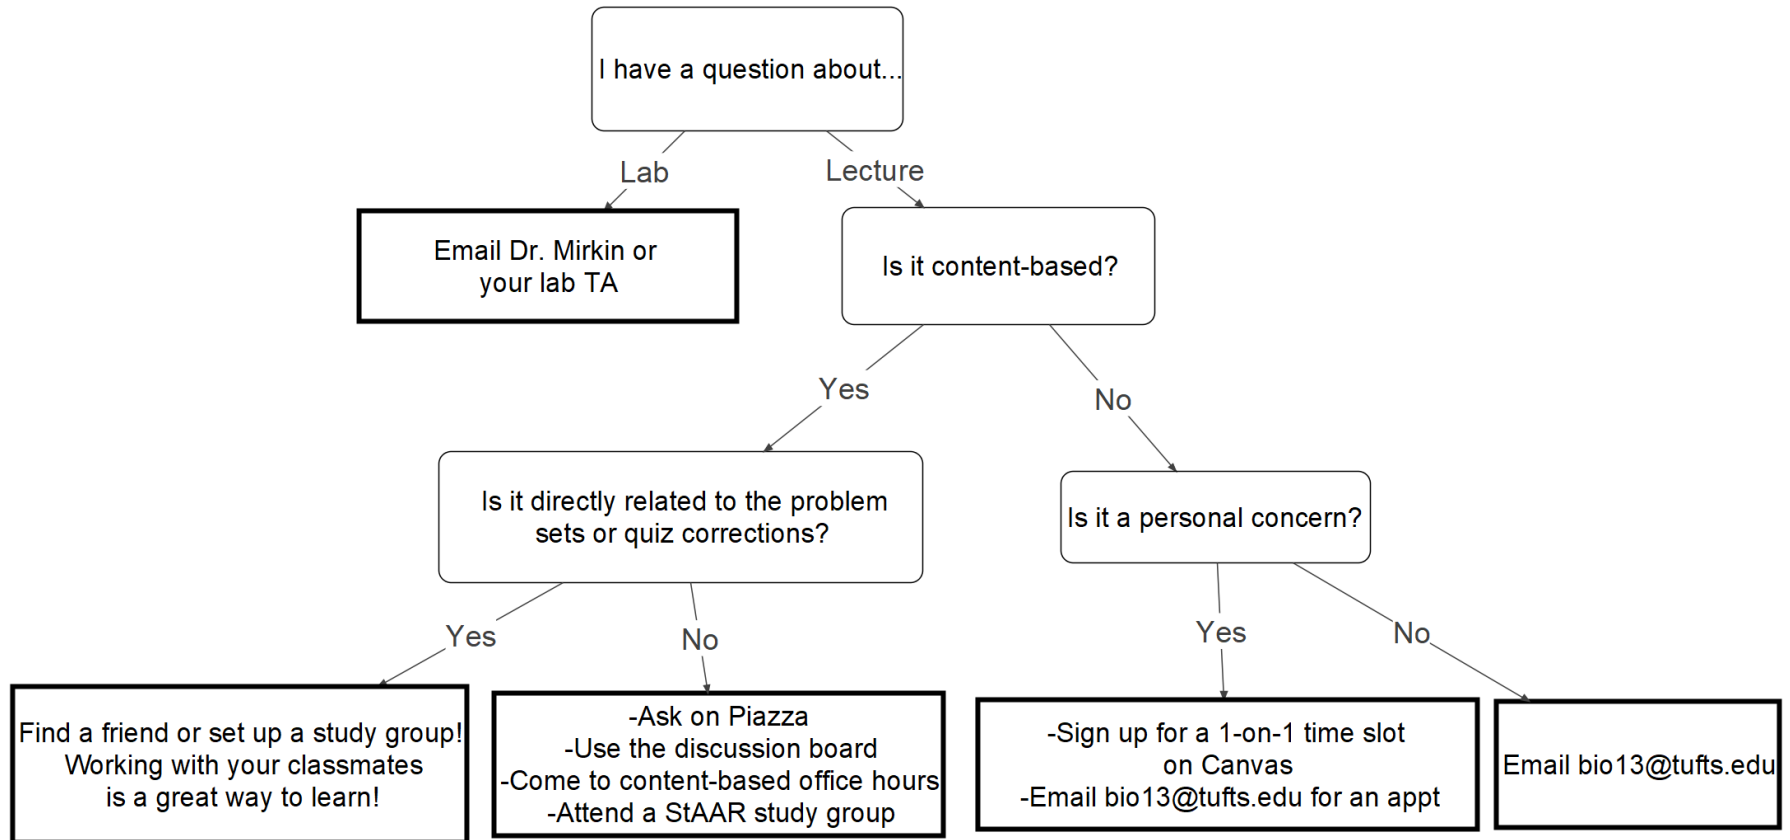 I have a question about...
Lab
Lecture
Email Dr. Mirkin or
your lab TA
Is it content-based?
Yes
No
Is it directly related to the problem
sets or quiz corrections?
Is it a personal concern?
Yes
No
Yes
No
Find a friend or set up a study group!
Working with your classmates
is a great way to learn!
-Ask on Piazza
-Use the discussion board
-Come to content-based office hours
-Attend a StAAR study group
-Sign up for a 1-on-1 time slot
on Canvas
-Email bio13@tufts.edu for an appt
Email bio13@tufts.edu